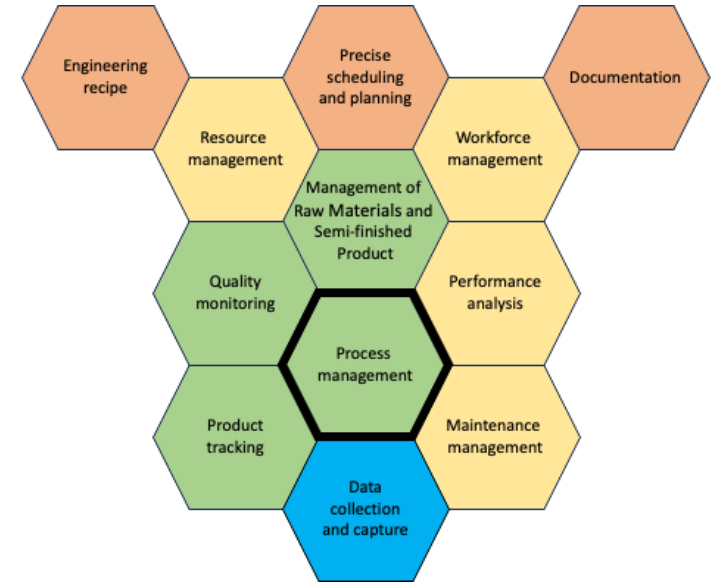 Engineering
recipe
Precise
scheduling
and planning
Documentation
Resource
management
Workforce
management
Management of
Raw Materials and
Semi-finished
Product
Quality
monitoring
Performance
analysis
Process
management
Product
tracking
Maintenance
management
Data
collection
and capture